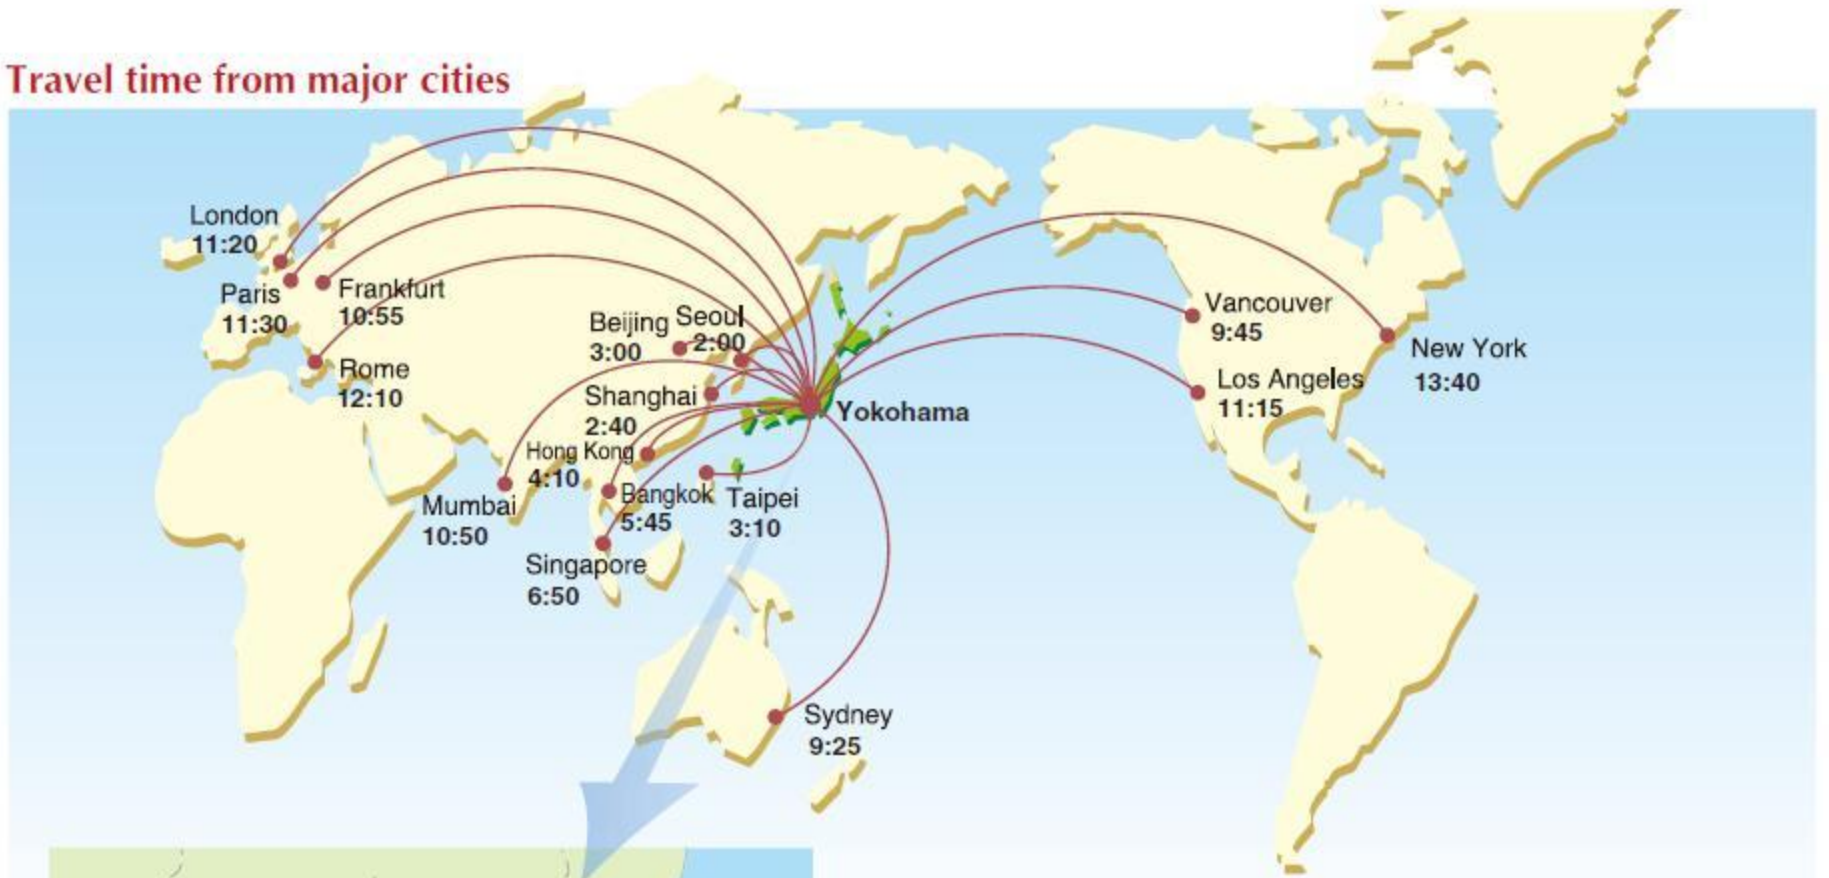 Travel time from major cities
London
11:20
Paris
11:30
Frankfurt
10:55
Rome
12:10
Beijing
3:00
Seoul
2:00
Shanghai
2:40
Hong Kong
4:10
Mumbai
10:50
Bangkok
5:45
Taipei
3:10
Singapore
6:50
Yokohama
Sydney
9:25
Vancouver
9:45
Los Angeles
11:15
New York
13:40